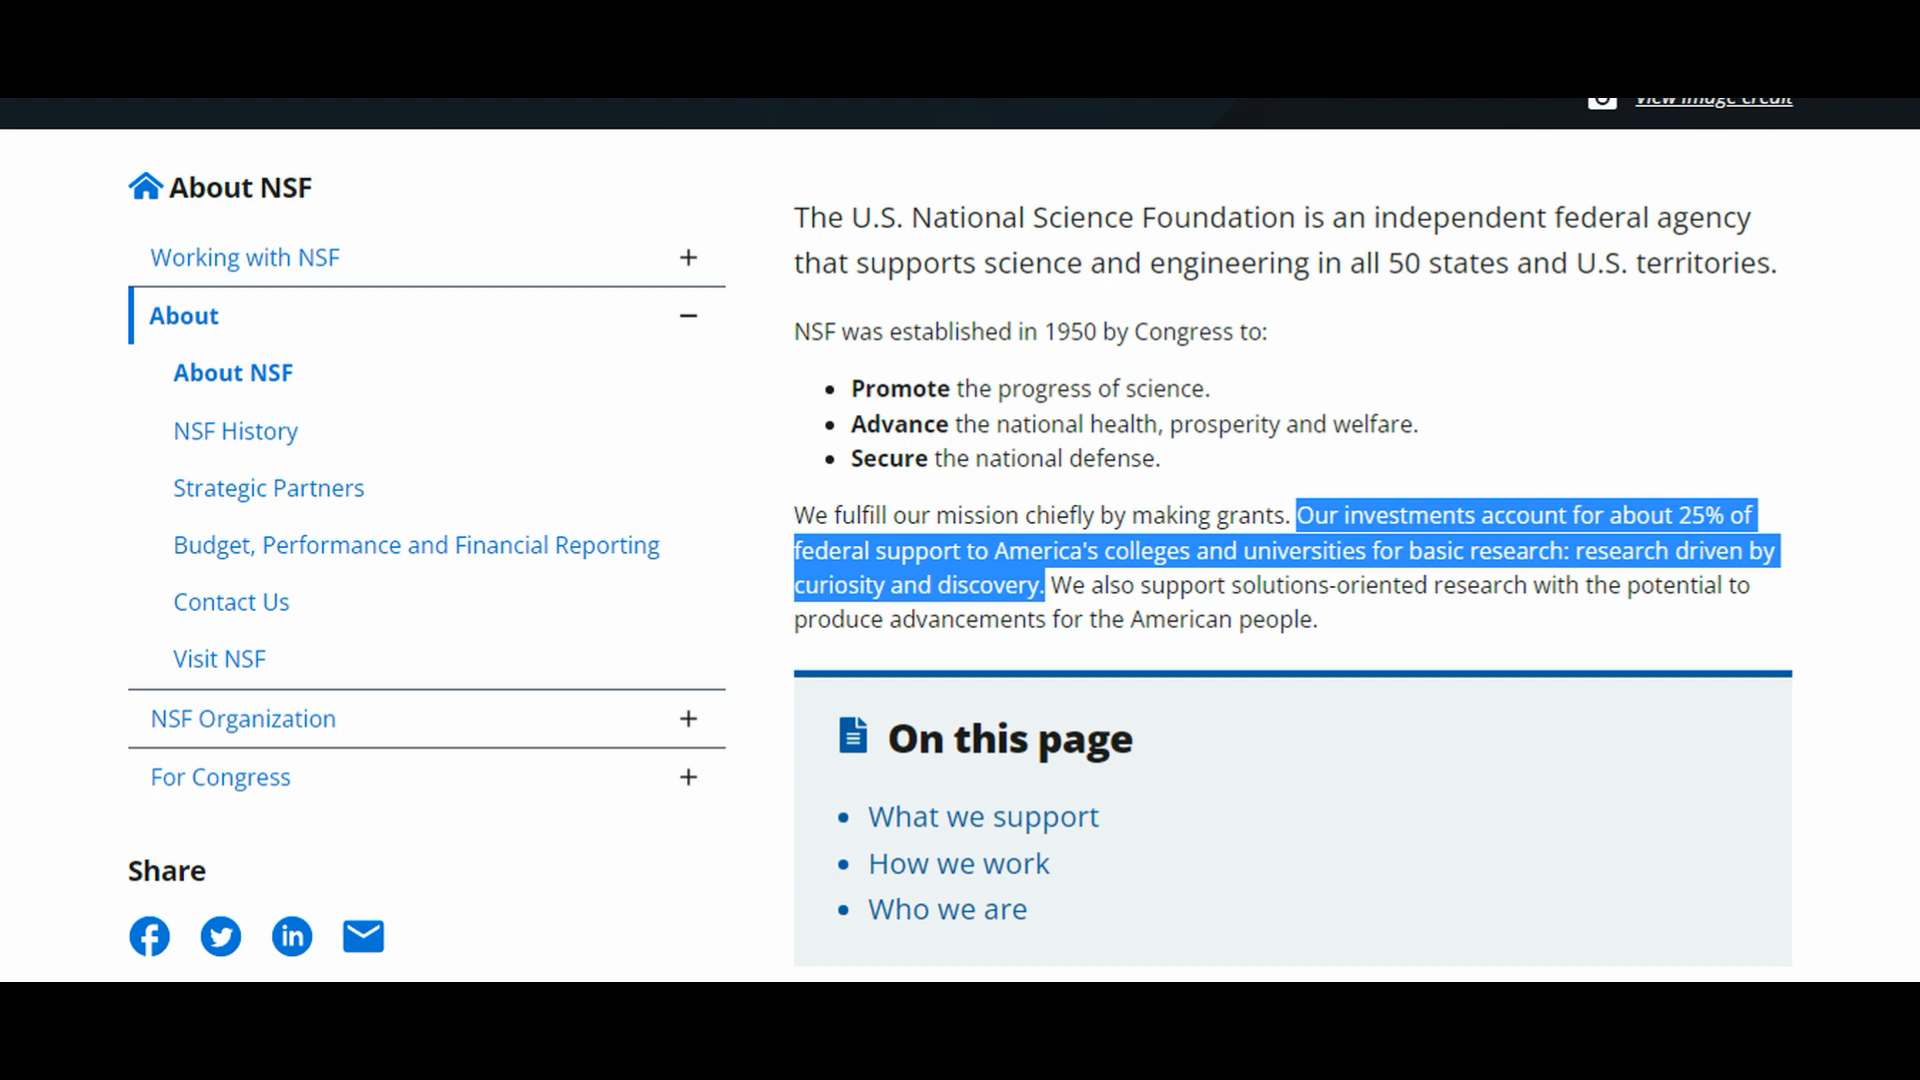 View image credit
About NSF
Working with NSF
About
About NSF
NSF History
Strategic Partners
Budget, Performance and Financial Reporting
Contact Us
Visit NSF
NSF Organization
For Congress
Share
The U.S. National Science Foundation is an independent federal agency
that supports science and engineering in all 50 states and U.S. territories.
NSF was established in 1950 by Congress to:
• Promote the progress of science.
• Advance the national health, prosperity and welfare.
• Secure the national defense.
We fulfill our mission chiefly by making grants. Our investments account for about 25% of
federal support to America's colleges and universities for basic research: research driven by
curiosity and discovery. We also support solutions-oriented research with the potential to
produce advancements for the American people.
On this page
• What we support
• How we work
• Who we are